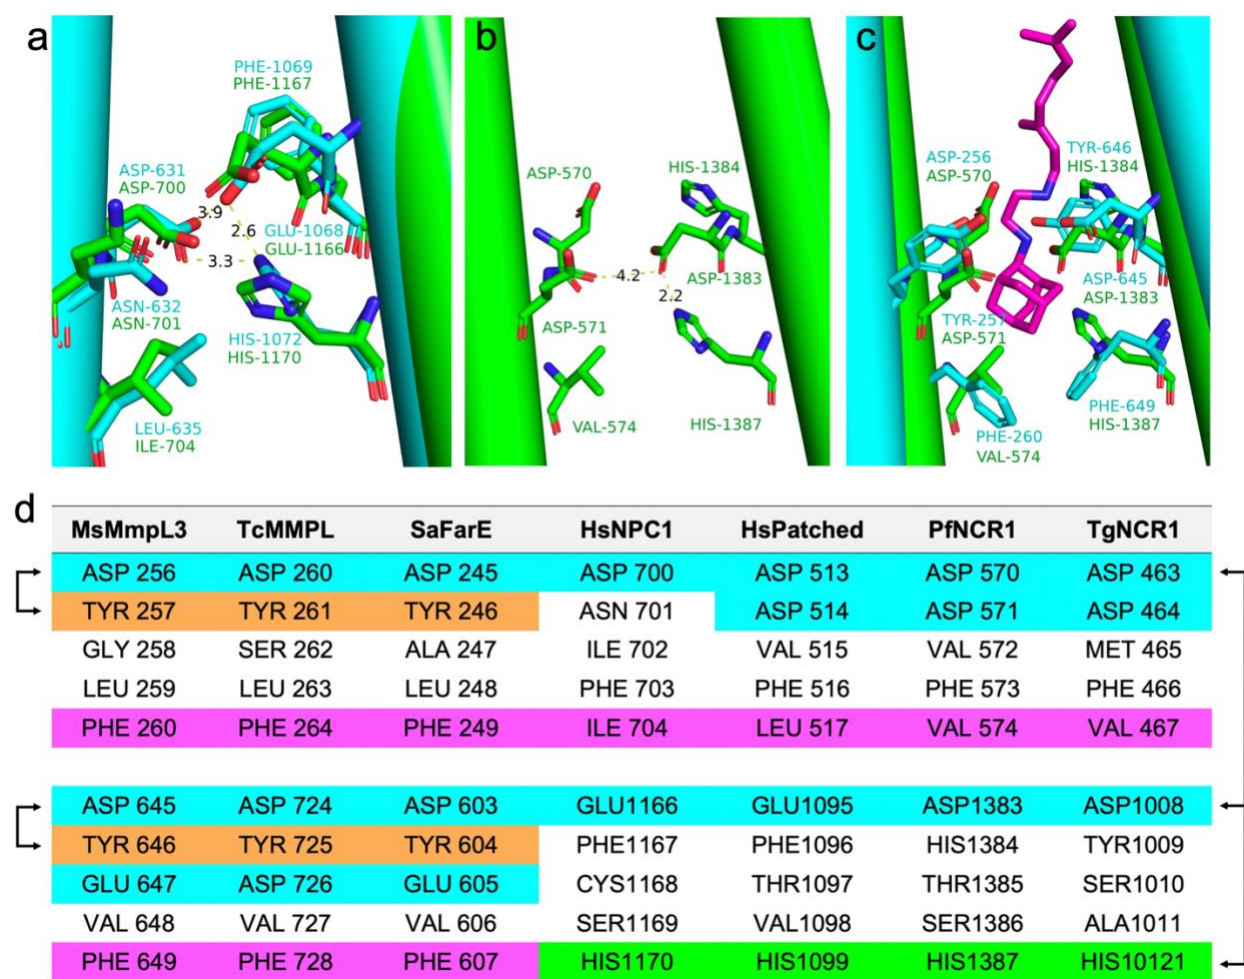 a
PHE-1069
PHE-1167
ASP-631
ASP-700
3.9
2.6
GLU-1068
GLU-1166
3.3
ASN-632
ASN-701
HIS-1072
HIS-1170
LEU-635
ILE-704
b
ASP-570
HIS-1384
4.2
ASP-1383
2.2
ASP-571
VAL-574
HIS-1387
c
ASP-256
ASP-570
TYR-646
HIS-1384
ASP-645
ASP-1383
TYR-257
ASP-571
PHE-649
HIS-1387
PHE-260
VAL-574
d
MsMmpL3 TcMMPL SaFarE HsNPC1 HsPatched PfNCR1 TgNCR1
ASP 256 ASP 260 ASP 245 ASP 700 ASP 513 ASP 570 ASP 463
TYR 257 TYR 261 TYR 246 ASN 701 ASP 514 ASP 571 ASP 464
GLY 258 SER 262 ALA 247 ILE 702 VAL 515 VAL 572 MET 465
LEU 259 LEU 263 LEU 248 PHE 703 PHE 516 PHE 573 PHE 466
PHE 260 PHE 264 PHE 249 ILE 704 LEU 517 VAL 574 VAL 467
ASP 645 ASP 724 ASP 603 GLU1166 GLU1095 ASP1383 ASP1008
TYR 646 TYR 725 TYR 604 PHE1167 PHE1096 HIS1384 TYR1009
GLU 647 ASP 726 GLU 605 CYS1168 THR1097 THR1385 SER1010
VAL 648 VAL 727 VAL 606 SER1169 VAL1098 SER1386 ALA1011
PHE 649 PHE 728 PHE 607 HIS1170 HIS1099 HIS1387 HIS10121